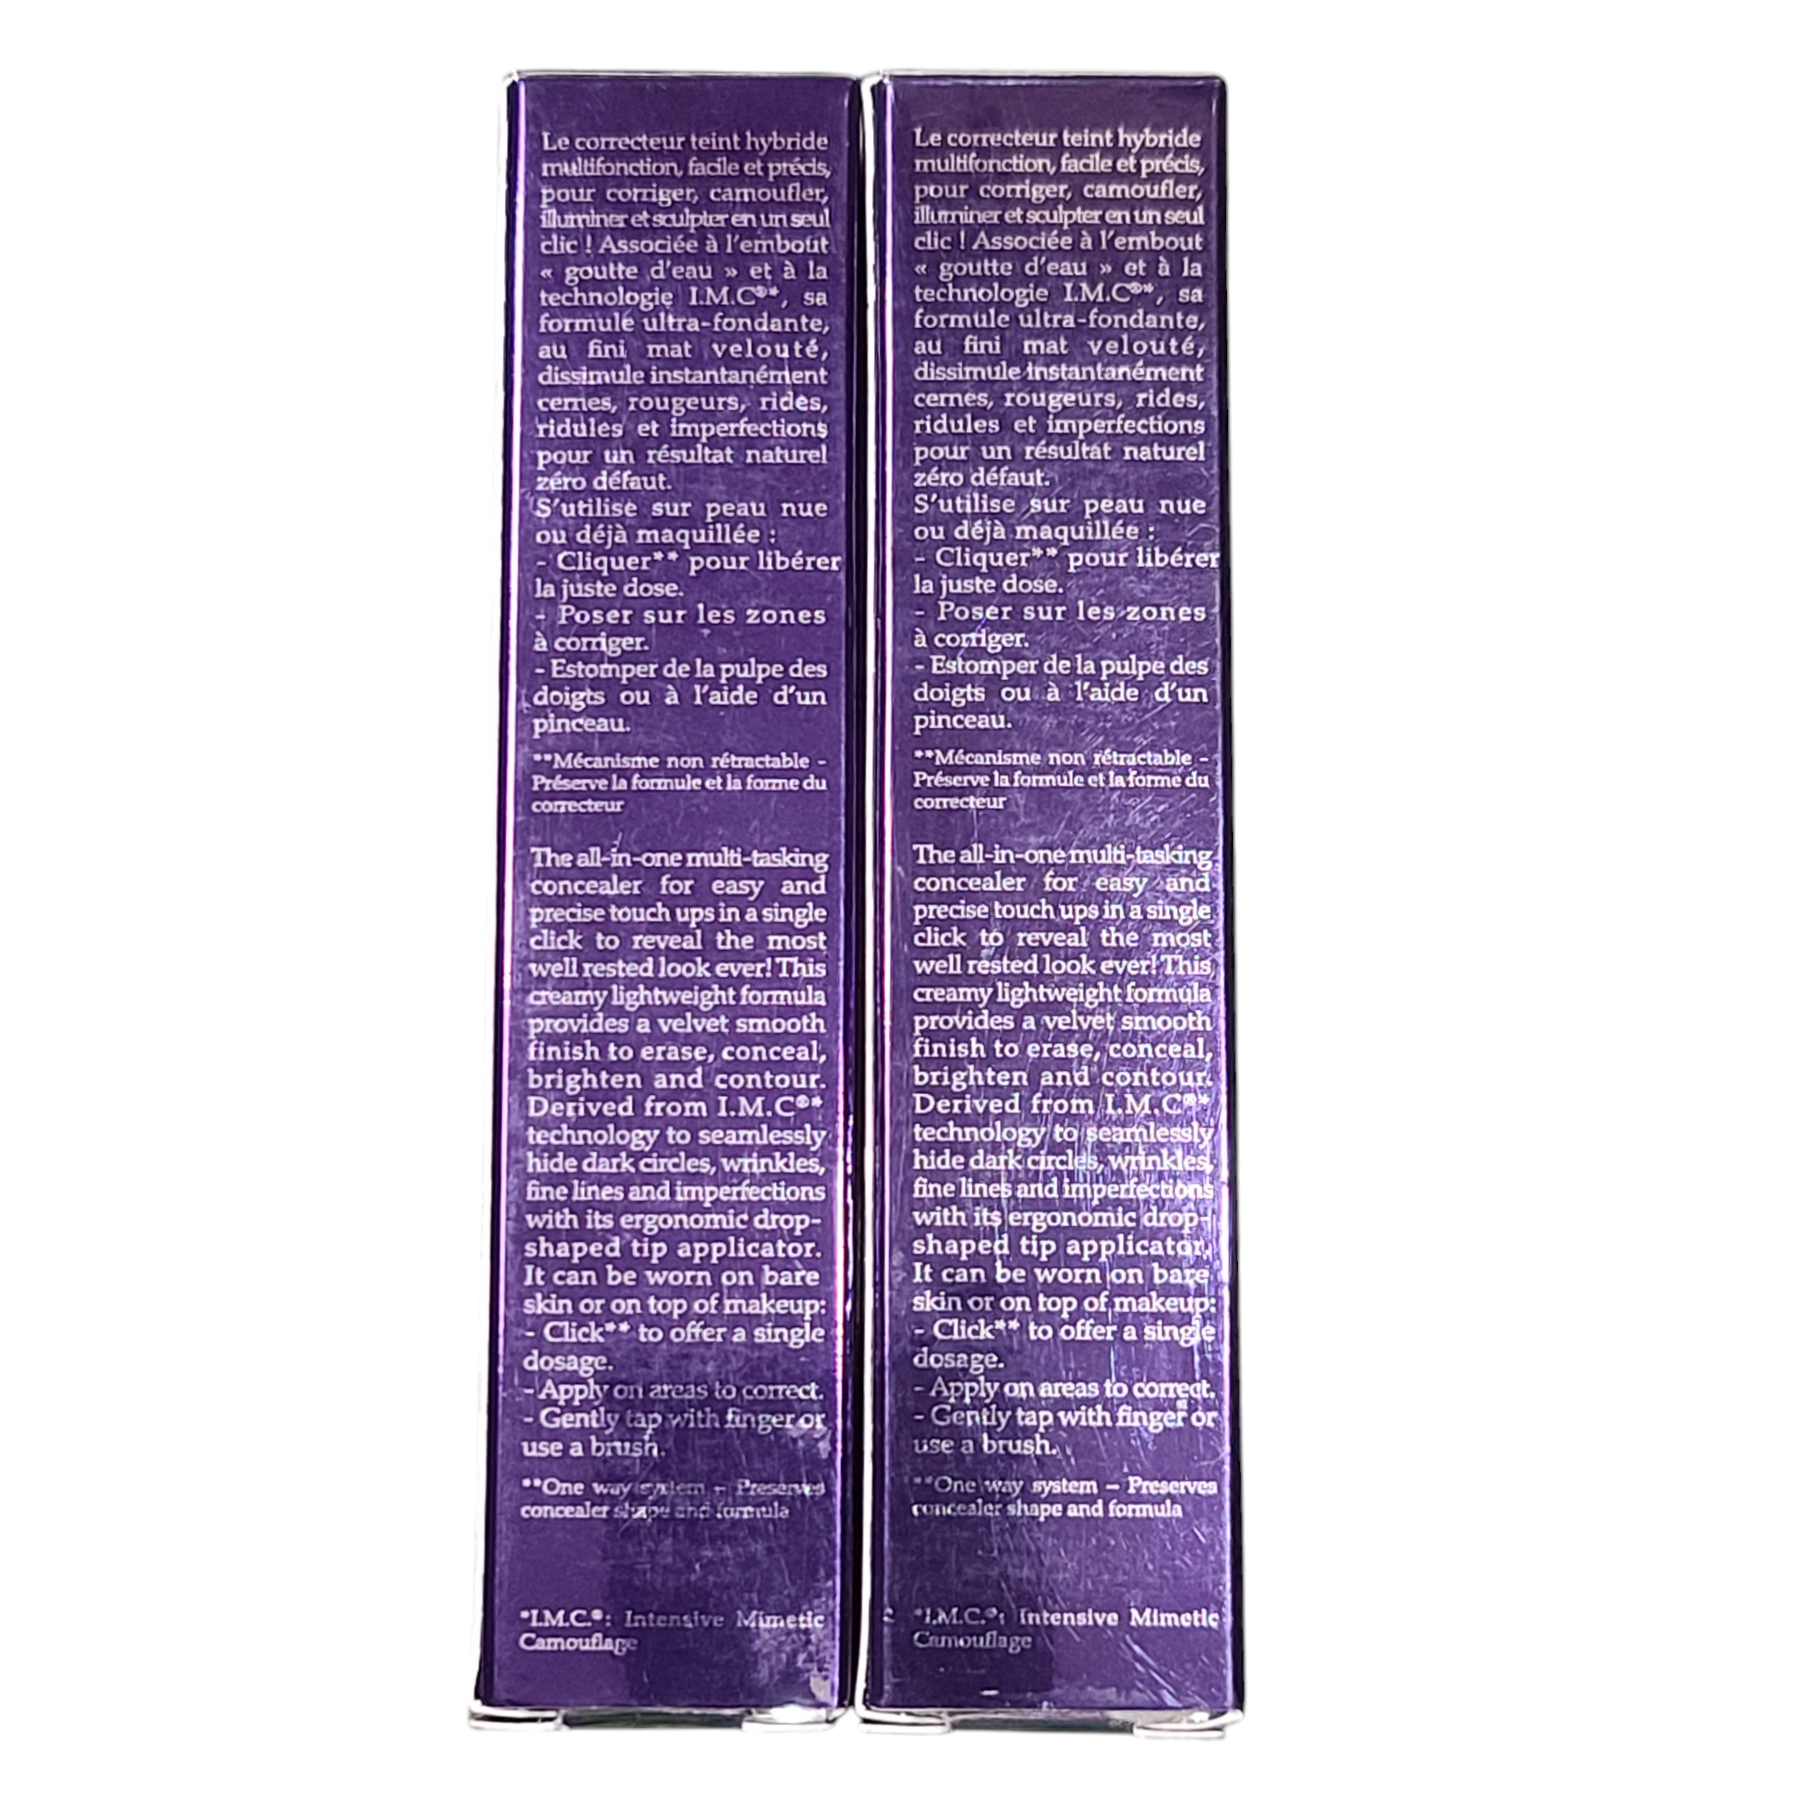 Le correcteur teint hybride
multifonction, facile et précis,
pour corriger, camoufler,
illuminer et sculpter en un seul
clic ! Associée à l'embout
« goutte d'eau » et à la
technologie I.M.C®*, sa
formule ultra-fondante,
au fini mat velouté,
dissimule instantanément
cernes, rougeurs, rides,
ridules et imperfections
pour un résultat naturel
zéro défaut.
S'utilise sur peau nue
ou déjà maquillée :
- Cliquer** pour libérer
la juste dose.
- Poser sur les zones
à corriger.
- Estomper de la pulpe des
doigts ou à l'aide d'un
pinceau.
**Mécanisme non rétractable -
Préserve la formule et la forme du
correcteur
The all-in-one multi-tasking
concealer for easy and
precise touch ups in a single
click to reveal the most
well rested look ever! This
creamy lightweight formula
provides a velvet smooth
finish to erase, conceal,
brighten and contour.
Derived from I.M.C®*
technology to seamlessly
hide dark circles, wrinkles,
fine lines and imperfections
with its ergonomic drop-
shaped tip applicator.
It can be worn on bare
skin or on top of makeup:
- Click** to offer a single
dosage.
- Apply on areas to correct.
- Gently tap with finger or
use a brush.
**One way system – Preserves
concealer shape and formula
*I.M.C.®: Intensive Mimetic
Camouflage
Le correcteur teint hybride
multifonction, facile et précis,
pour corriger, camoufler,
illuminer et sculpter en un seul
clic ! Associée à l'embout
« goutte d'eau » et à la
technologie I.M.C®*, sa
formule ultra-fondante,
au fini mat velouté,
dissimule instantanément
cernes, rougeurs, rides,
ridules et imperfections
pour un résultat naturel
zéro défaut.
S'utilise sur peau nue
ou déjà maquillée :
- Cliquer** pour libérer
la juste dose.
- Poser sur les zones
à corriger.
- Estomper de la pulpe des
doigts ou à l'aide d'un
pinceau.
**Mécanisme non rétractable -
Préserve la formule et la forme du
correcteur
The all-in-one multi-tasking
concealer for easy and
precise touch ups in a single
click to reveal the most
well rested look ever! This
creamy lightweight formula
provides a velvet smooth
finish to erase, conceal,
brighten and contour.
Derived from I.M.C®*
technology to seamlessly
hide dark circles, wrinkles,
fine lines and imperfections
with its ergonomic drop-
shaped tip applicator.
It can be worn on bare
skin or on top of makeup:
- Click** to offer a single
dosage.
- Apply on areas to correct.
- Gently tap with finger or
use a brush.
**One way system – Preserves
concealer shape and formula
*I.M.C.®: Intensive Mimetic
Camouflage